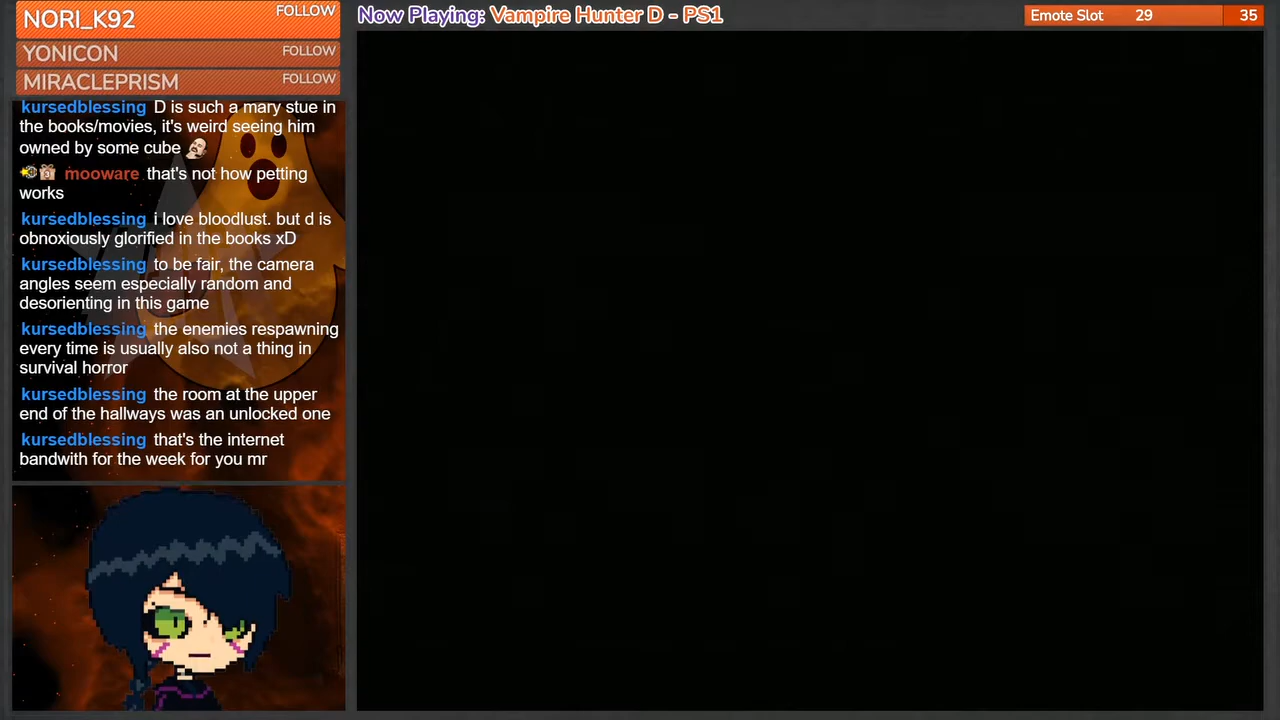 NORI_K92 FOLLOW
YONICON FOLLOW
MIRACLEPRISM FOLLOW
Now Playing: Vampire Hunter D - PS1
Emote Slot 29 35
kursedblessing D is such a mary stue in
the books/movies, it's weird seeing him
owned by some cube
mooware that's not how petting
works
kursedblessing i love bloodlust. but d is
obnoxiously glorified in the books xD
kursedblessing to be fair, the camera
angles seem especially random and
desorienting in this game
kursedblessing the enemies respawning
every time is usually also not a thing in
survival horror
kursedblessing the room at the upper
end of the hallways was an unlocked one
kursedblessing that's the internet
bandwith for the week for you mr